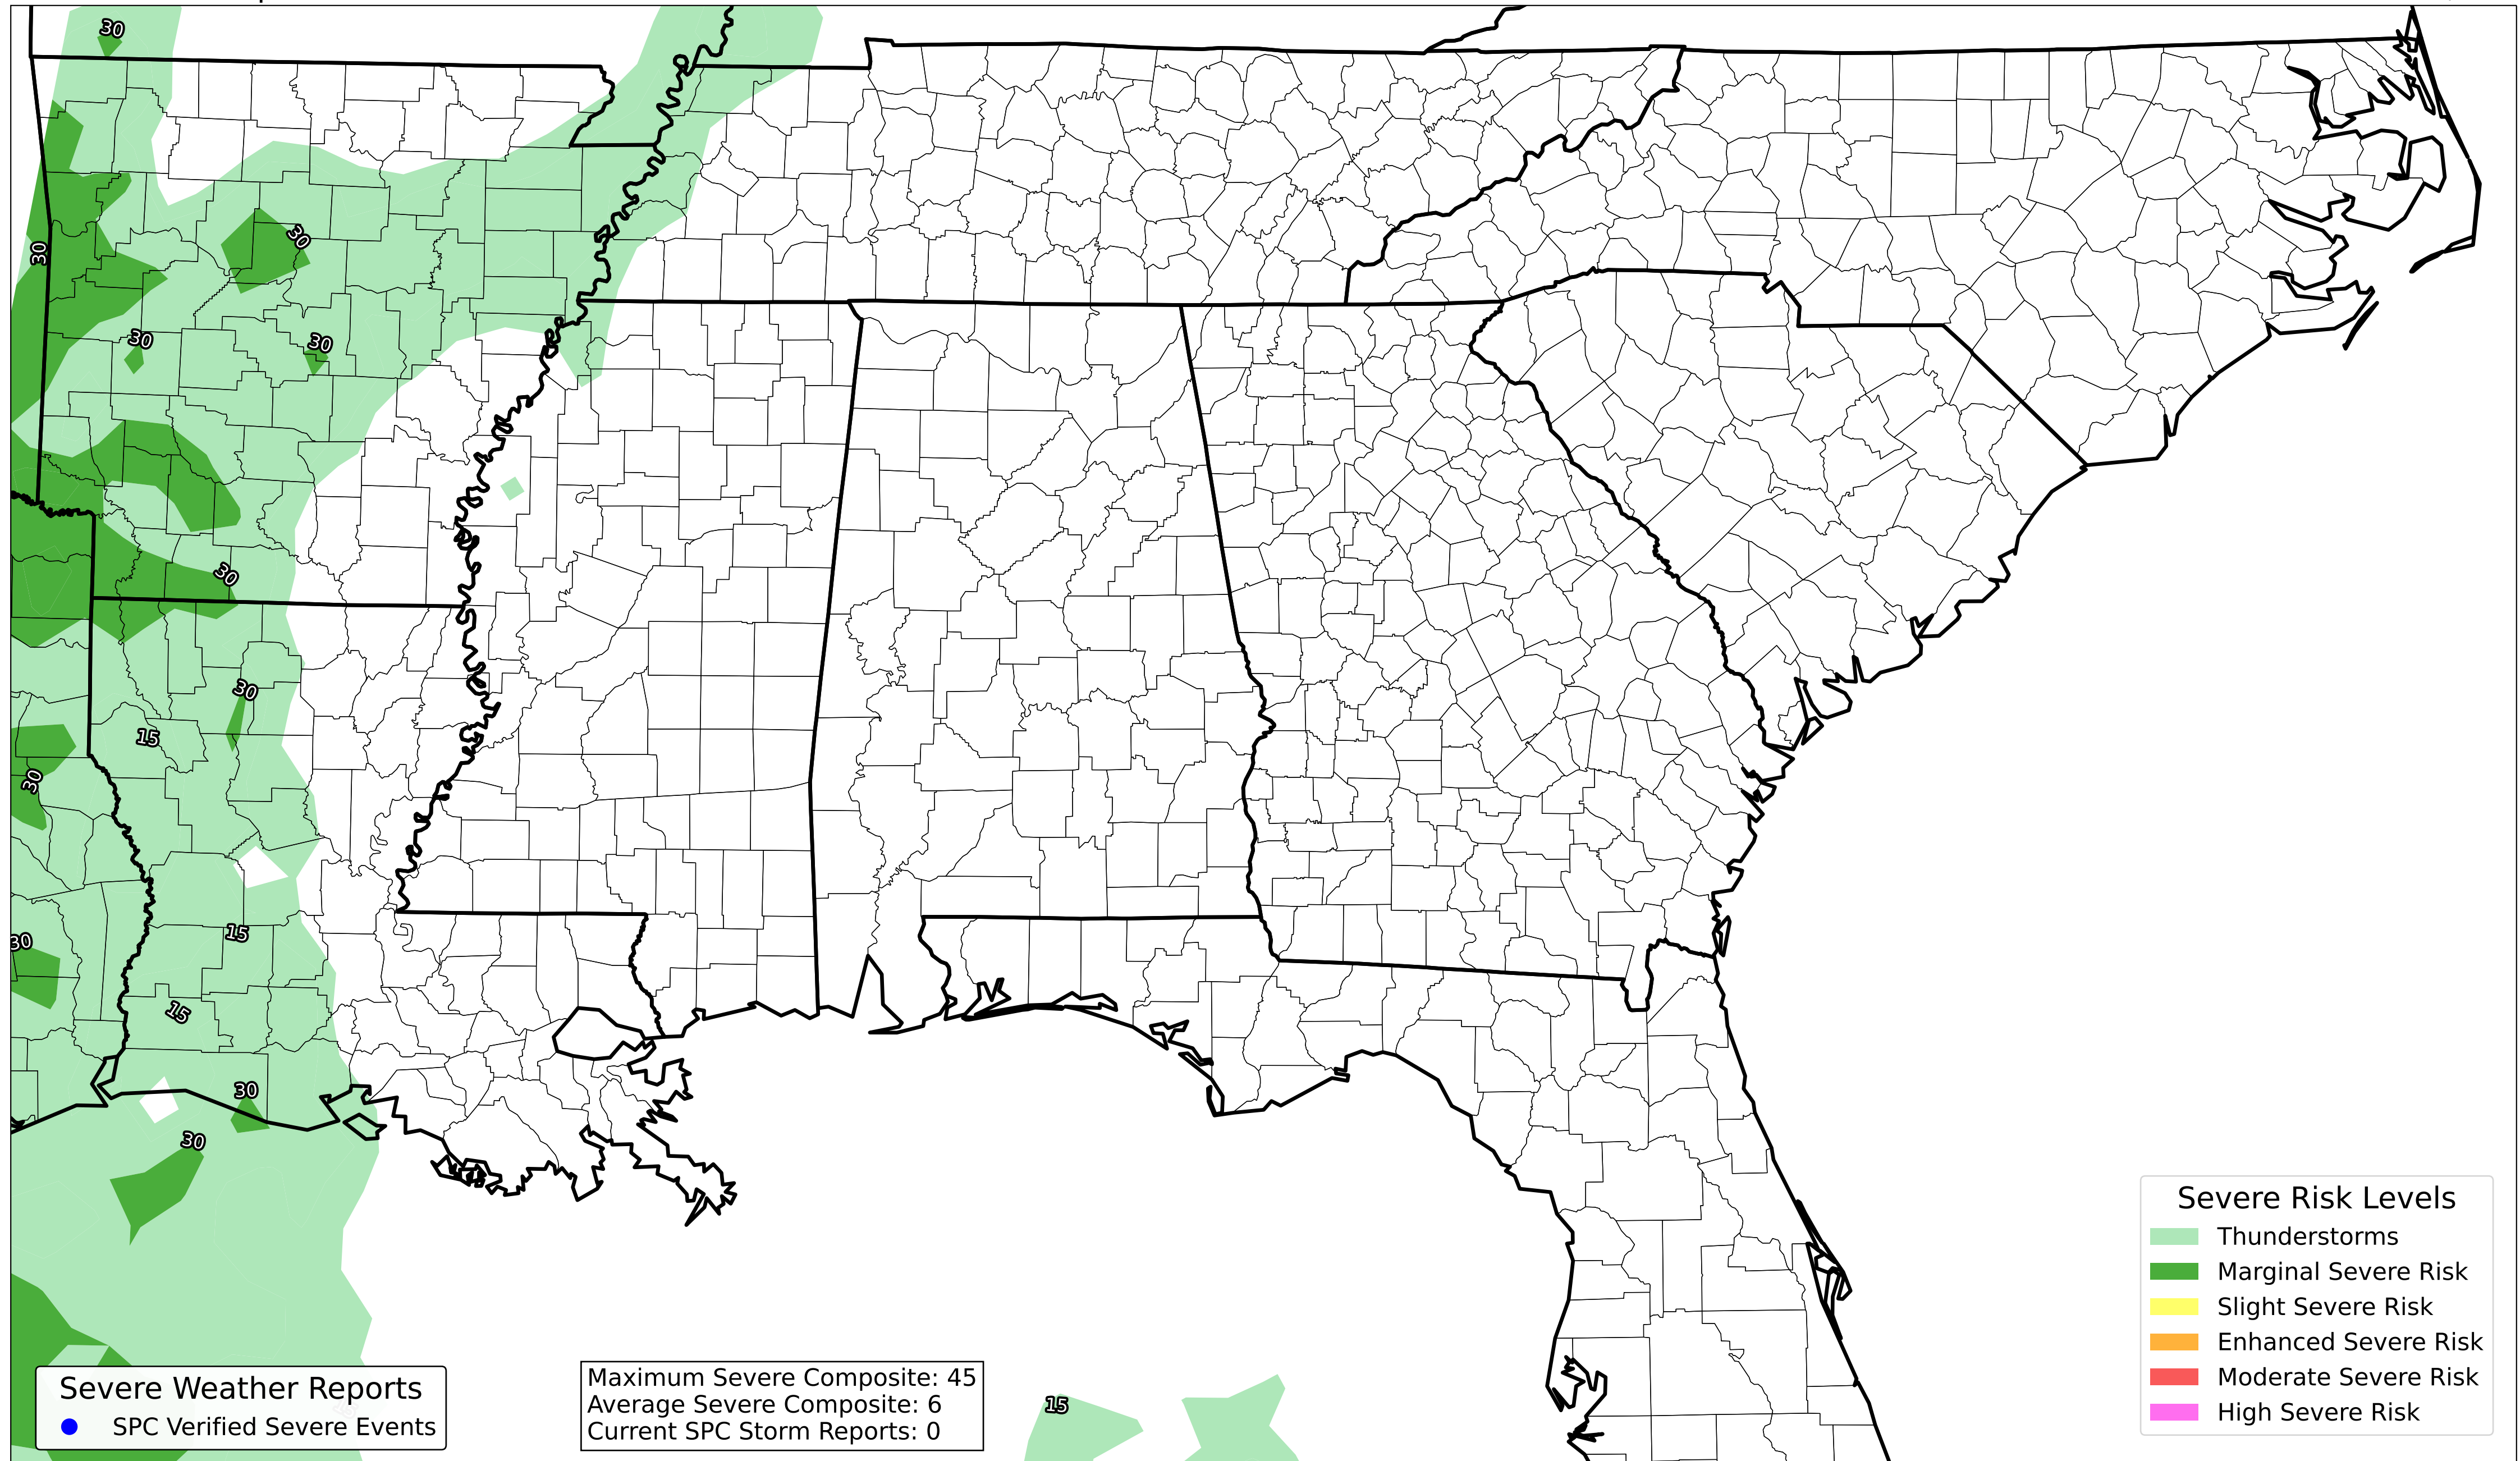 30
30
30
30
30
30
30
15
30
15
30
15
30
30
15
Severe Weather Reports
SPC Verified Severe Events
Maximum Severe Composite: 45
Average Severe Composite: 6
Current SPC Storm Reports: 0
Severe Risk Levels
Thunderstorms
Marginal Severe Risk
Slight Severe Risk
Enhanced Severe Risk
Moderate Severe Risk
High Severe Risk